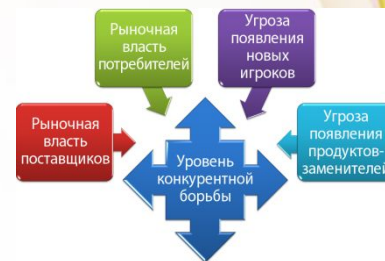 Рыночная
власть
потребителей
Угроза
появления
новых
игроков
Рыночная
власть
поставщиков
Уровень
конкурентной
борьбы
Угроза
появления
продуктов-
заменителей